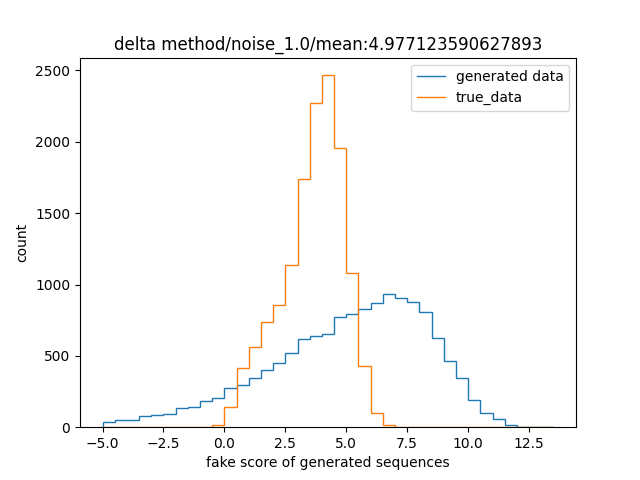 delta method/noise_1.0/mean:4.977123590627893
generated data
true_data
2500
2000
1500
1000
500
0
count
−5.0 −2.5 0.0 2.5 5.0 7.5 10.0 12.5
fake score of generated sequences